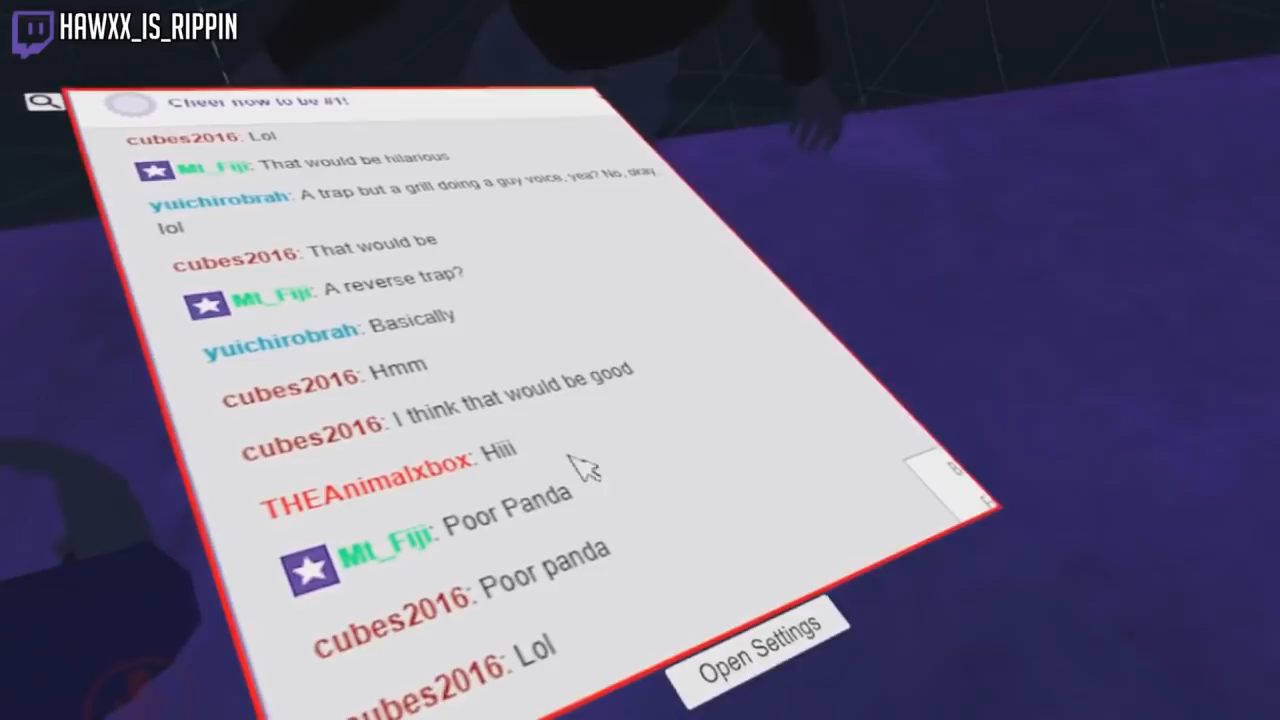 HAWXX_IS_RIPPIN
Cheer now to be #1!
cubes2016: Lol
Mt_Fiji: That would be hilarious
yuichirobrah: A trap but a grill doing a guy voice, yea? No, okay.
lol
cubes2016: That would be
Mt_Fiji: A reverse trap?
yuichirobrah: Basically
cubes2016: Hmm
cubes2016: I think that would be good
THEAnimalxbox: Hiii
Mt_Fiji: Poor Panda
cubes2016: Poor panda
cubes2016: Lol
Open Settings